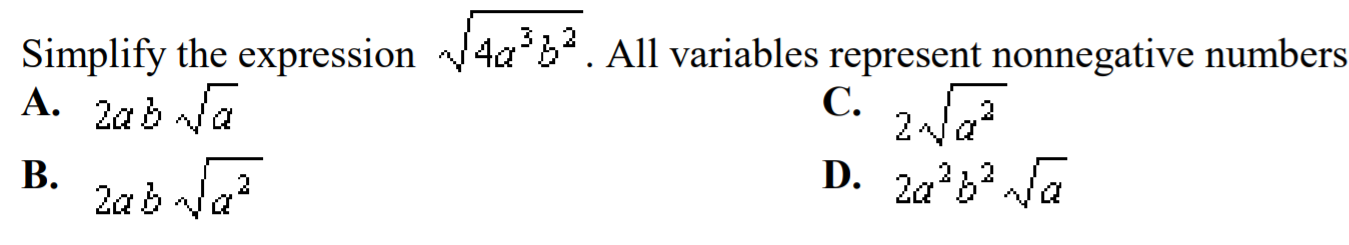 Simplify the expression √(4a³b²). All variables represent nonnegative numbers
A. 2ab√a C. 2√(a²)
B. 2ab√(a²) D. 2a²b²√a